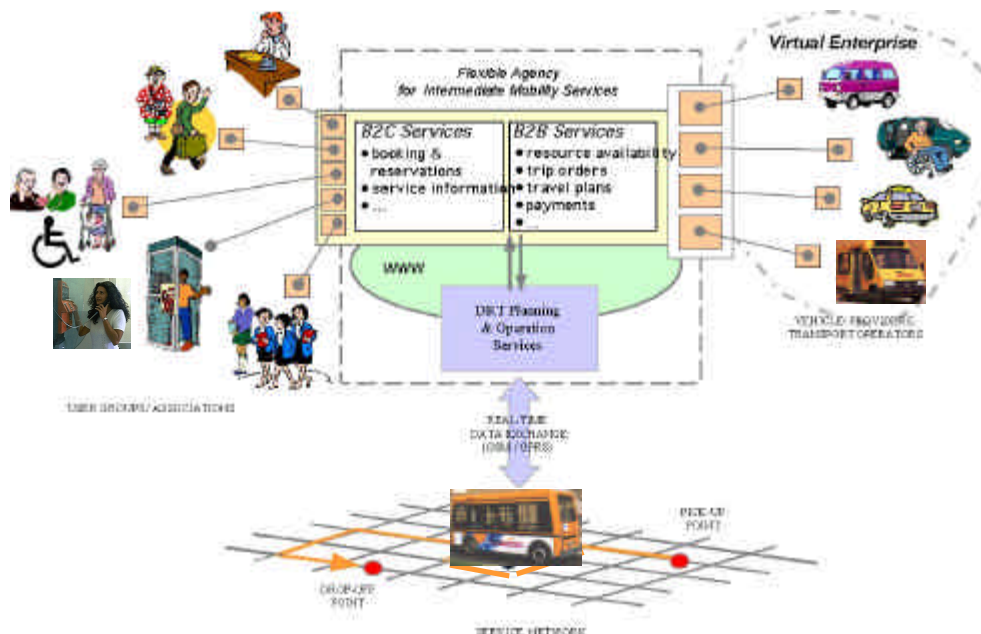 Virtual Enterprise
Flexible Agency
for Intermediate Mobility Services
B2C Services
• booking &
reservations
• service information
• ...
B2B Services
• resource availability
• trip orders
• travel plans
• payments
• ...
WWW
DRT Planning
& Operation
Services
VEHICLE PROVIDING
TRANSPORT OPERATORS
USER GROUPS/ASSOCIATIONS
REAL-TIME
DATA EXCHANGE
(GSM / GPRS)
PICK-UP
POINT
DROP-OFF
POINT
SERVICE NETWORK